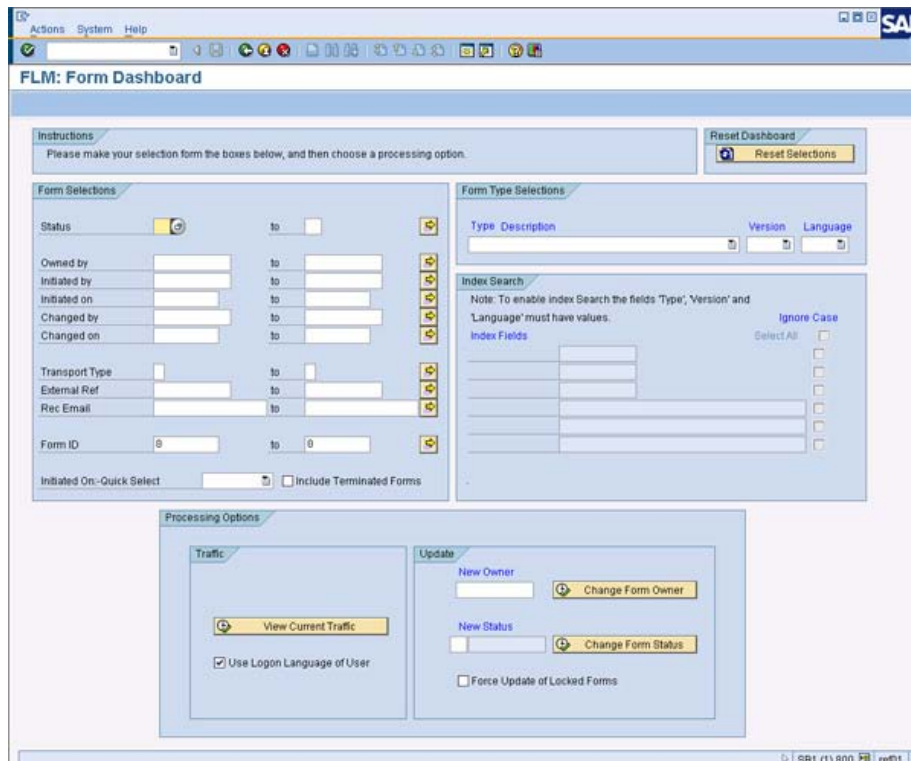 Actions System Help
SA
FLM: Form Dashboard
Instructions
Please make your selection form the boxes below, and then choose a processing option.
Reset Dashboard
Reset Selections
Form Selections
Status to
Owned by to
Initiated by to
Initiated on to
Changed by to
Changed on to
Transport Type to
External Ref to
Rec Email to
Form ID 0 to 0
Initiated On:-Quick Select Include Terminated Forms
Form Type Selections
Type Description Version Language
Index Search
Note: To enable index Search the fields 'Type', 'Version' and
'Language' must have values. Ignore Case
Index Fields Select All
Processing Options
Traffic
View Current Traffic
Use Logon Language of User
Update
New Owner
Change Form Owner
New Status
Change Form Status
Force Update of Locked Forms
SB1 (1) 800